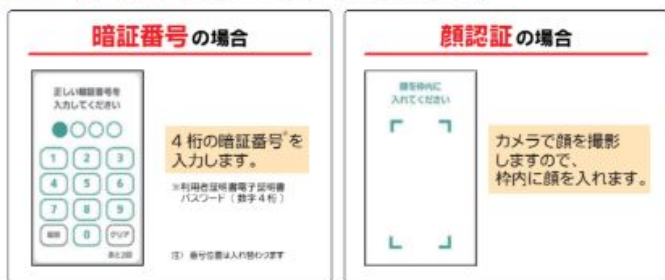 暗証番号の場合
正しい暗証番号を
入力してください
1 2 3
4 5 6
7 8 9
0 クリア
あと2回
4桁の暗証番号※を
入力します。
※利用者証明書電子証明書
パスワード（数字4桁）
注）番号位置は入れ替わります
顔認証の場合
顔を枠内に
入れてください
カメラで顔を撮影
しますので、
枠内に顔を入れます。